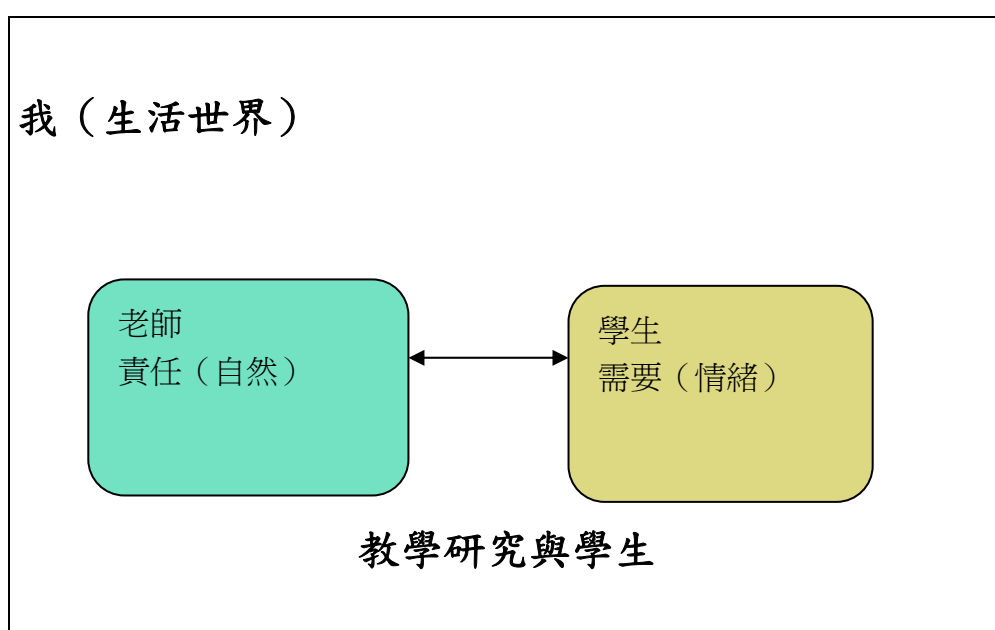 我（生活世界）
老師
責任（自然）
學生
需要（情緒）
教學研究與學生